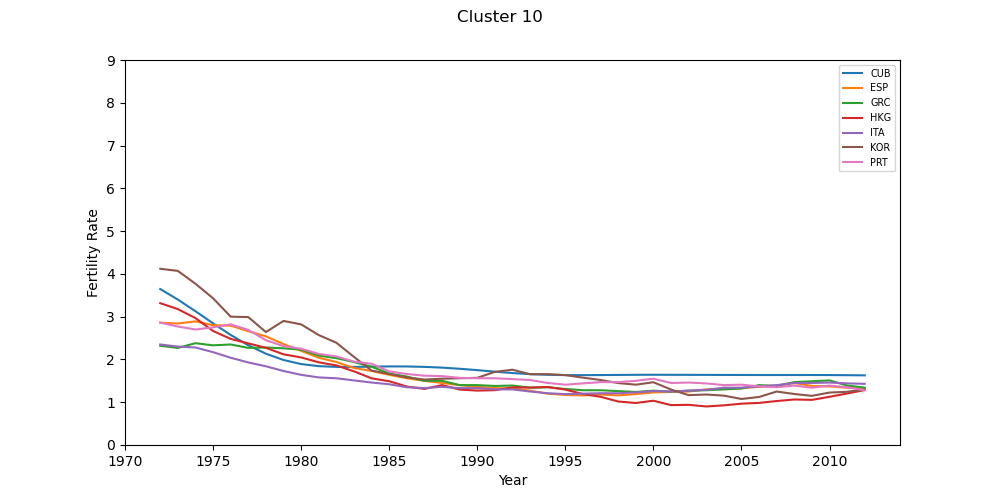 Cluster 10
9
8
7
6
5
4
3
2
1
0
Fertility Rate
1970 1975 1980 1985 1990 1995 2000 2005 2010
Year
CUB
ESP
GRC
HKG
ITA
KOR
PRT